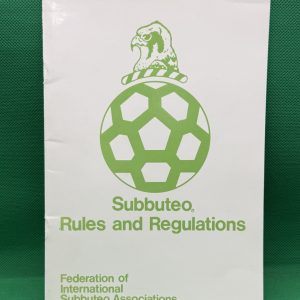 Subbuteo®
Rules and Regulations
Federation of
International
Subbuteo Associations